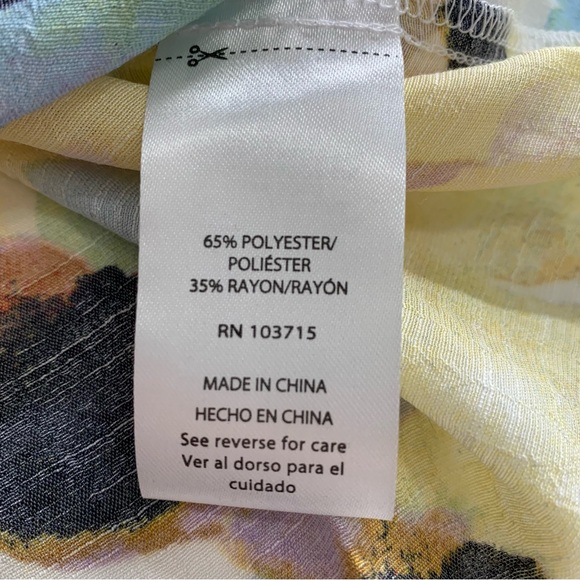 65% POLYESTER/
POLIÉSTER
35% RAYON/RAYÓN
RN 103715
MADE IN CHINA
HECHO EN CHINA
See reverse for care
Ver al dorso para el
cuidado